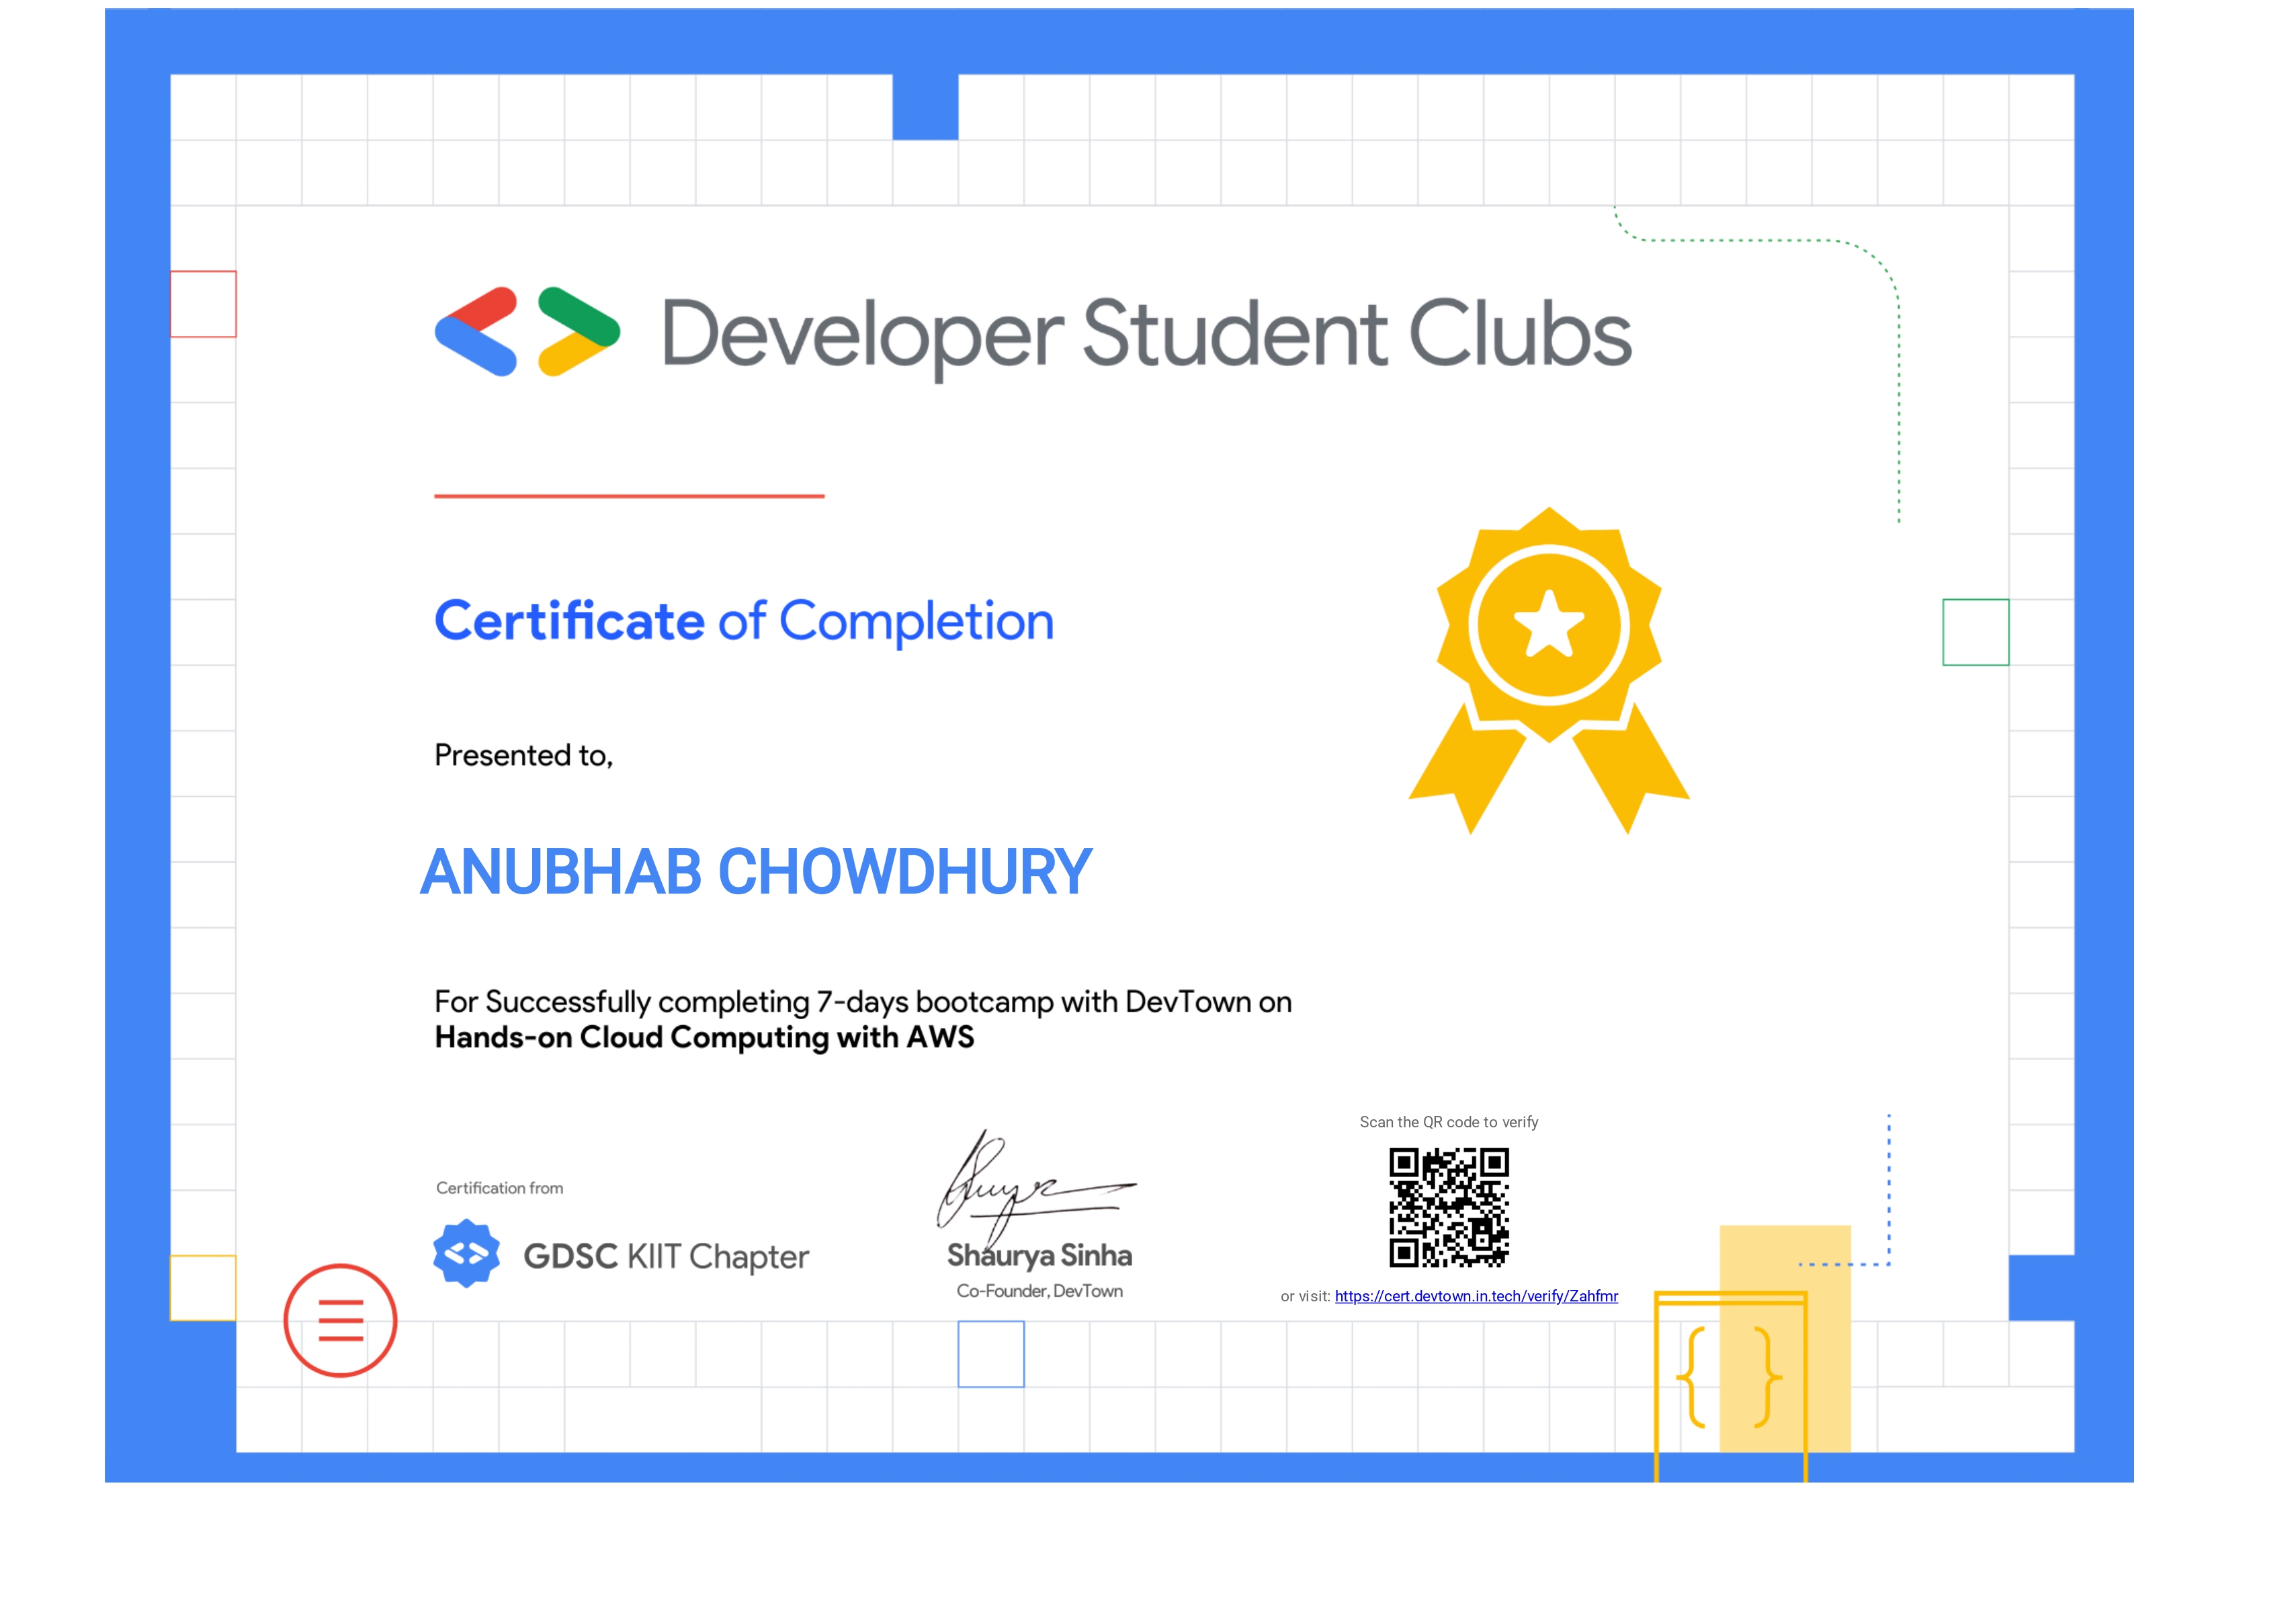 Developer Student Clubs
Certificate of Completion
Presented to,
ANUBHAB CHOWDHURY
For Successfully completing 7-days bootcamp with DevTown on
Hands-on Cloud Computing with AWS
Certification from
GDSC KIIT Chapter
Shaurya Sinha
Co-Founder, DevTown
Scan the QR code to verify
or visit: https://cert.devtown.in.tech/verify/Zahfmr
{ }